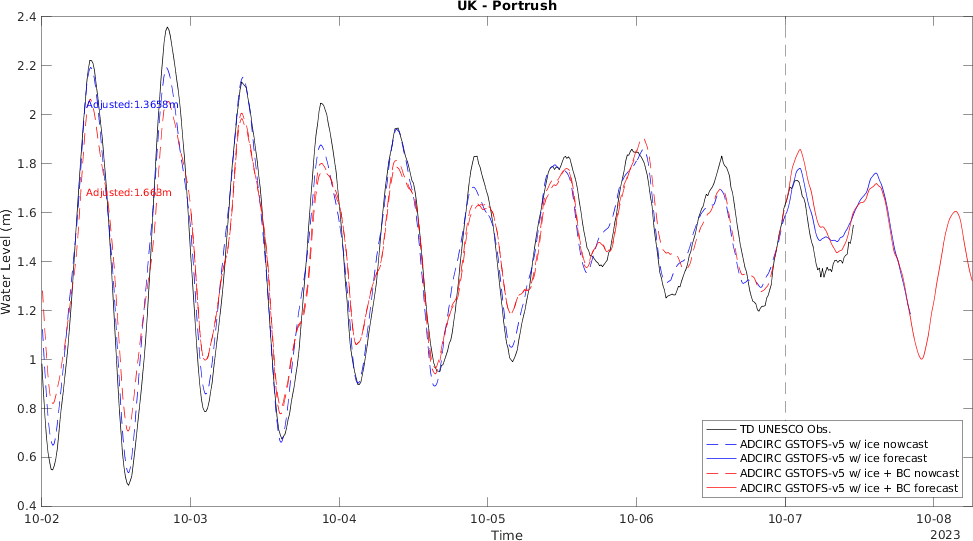 UK - Portrush
Water Level (m)
2.4
2.2
2
1.8
1.6
1.4
1.2
1
0.8
0.6
0.4
Adjusted:1.3658m
Adjusted:1.663m
TD UNESCO Obs.
ADCIRC GSTOFS-v5 w/ ice nowcast
ADCIRC GSTOFS-v5 w/ ice forecast
ADCIRC GSTOFS-v5 w/ ice + BC nowcast
ADCIRC GSTOFS-v5 w/ ice + BC forecast
10-02 10-03 10-04 10-05 10-06 10-07 10-08
Time
2023